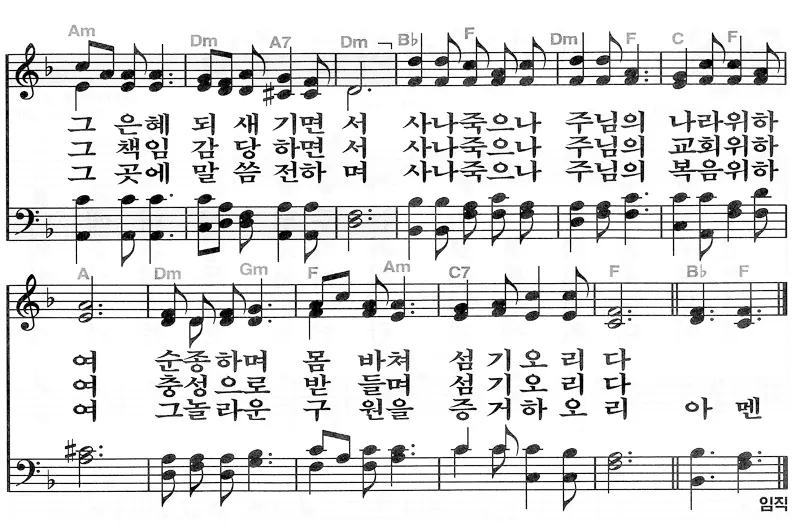 Am Dm A7 Dm B♭ F Dm F C F
그 은혜 되 새 기면 서 사나죽으나 주님의 나라위하
그 책임 감 당 하면 서 사나죽으나 주님의 교회위하
그 곳에 말 씀 전하 며 사나죽으나 주님의 복음위하
A Dm Gm F Am C7 F B♭ F
여 순종하며 몸 바쳐 섬 기오 리 다
여 충성으로 받 들며 섬 기오 리 다
여 그놀라운 구 원을 증 거하 오 리 아 멘
임직